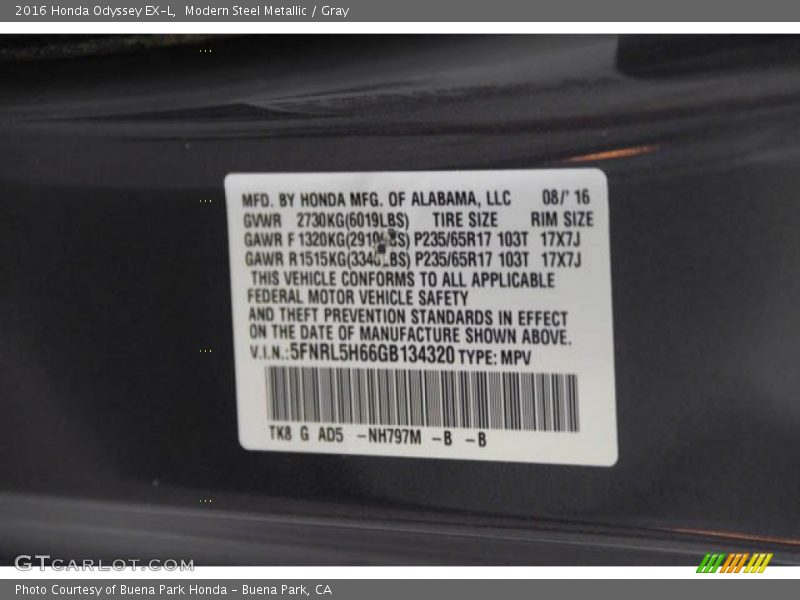 2016 Honda Odyssey EX-L, Modern Steel Metallic / Gray
MFD. BY HONDA MFG. OF ALABAMA, LLC 08/'16
GVWR 2730KG(6019LBS) TIRE SIZE RIM SIZE
GAWR F 1320KG(2910LBS) P235/65R17 103T 17X7J
GAWR R1515KG(3340LBS) P235/65R17 103T 17X7J
THIS VEHICLE CONFORMS TO ALL APPLICABLE
FEDERAL MOTOR VEHICLE SAFETY
AND THEFT PREVENTION STANDARDS IN EFFECT
ON THE DATE OF MANUFACTURE SHOWN ABOVE.
V.I.N.:5FNRL5H66GB134320 TYPE: MPV
TK8 G AD5 -NH797M -B -B
GTCARLOT.COM
Photo Courtesy of Buena Park Honda - Buena Park, CA